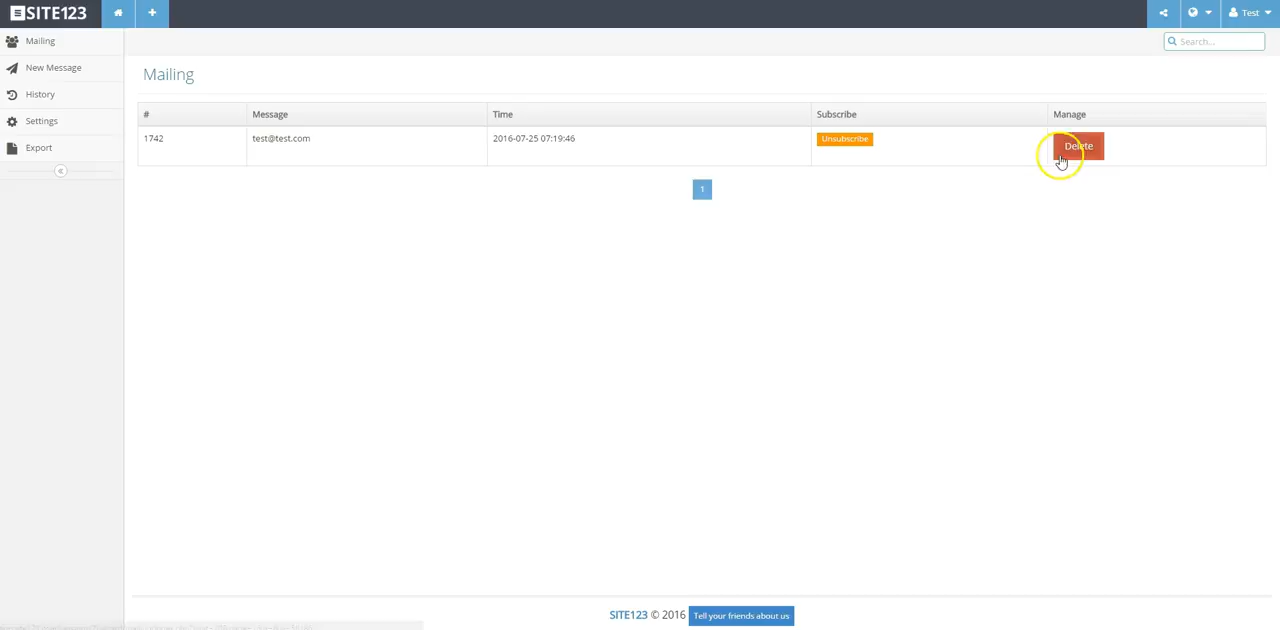 SITE123
Test
Mailing
Search...
New Message
History
Settings
Export
Mailing
# Message Time Subscribe Manage
1742 test@test.com 2016-07-25 07:19:46 Unsubscribe Delete
1
SITE123 © 2016 Tell your friends about us